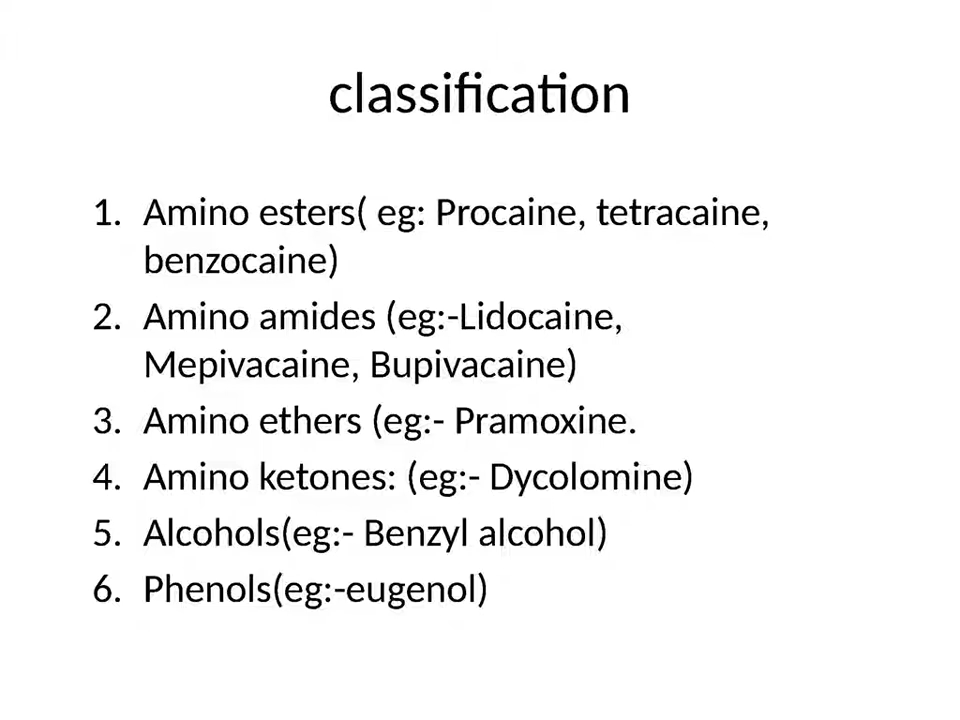 classification
1. Amino esters( eg: Procaine, tetracaine,
benzocaine)
2. Amino amides (eg:-Lidocaine,
Mepivacaine, Bupivacaine)
3. Amino ethers (eg:- Pramoxine.
4. Amino ketones: (eg:- Dycolomine)
5. Alcohols(eg:- Benzyl alcohol)
6. Phenols(eg:-eugenol)